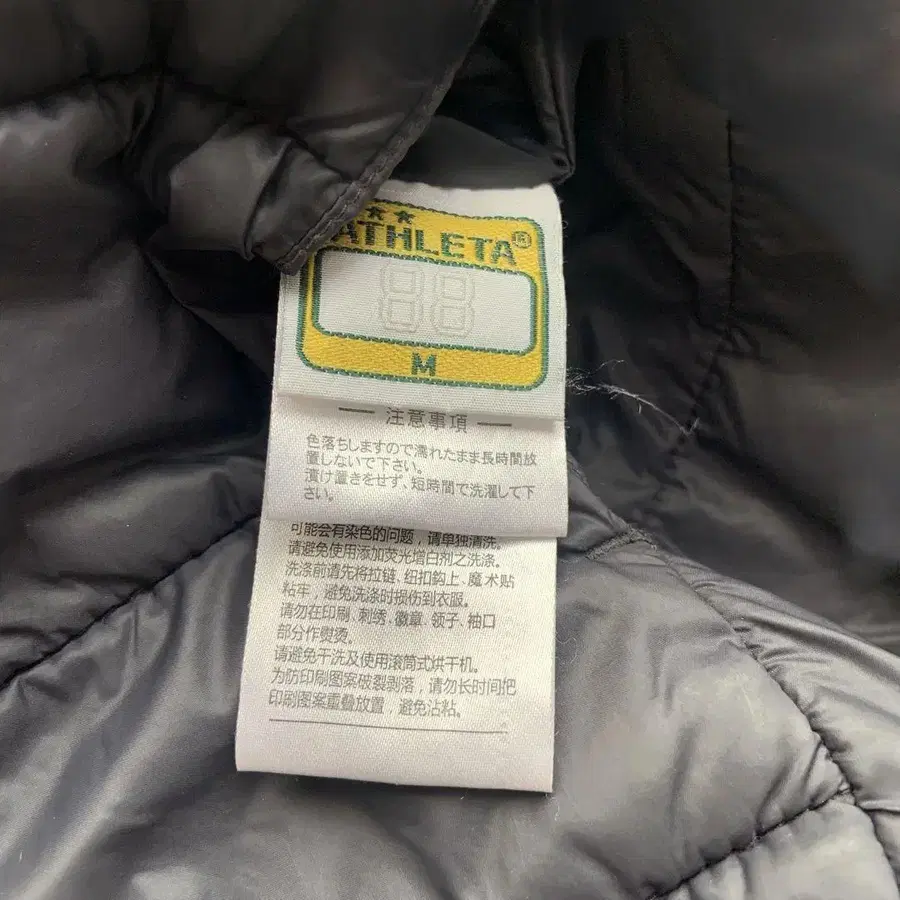 ATHLETA®
88
M
注意事項
色落ちしますので濡れたまま長時間放
置しないで下さい。
漬け置きをせず、短時間で洗濯して下
さい。
可能会有染色的问题，请单独清洗。
请避免使用添加荧光增白剂之洗涤。
洗涤前请先将拉链、纽扣鈎上、魔术贴
粘牢，避免洗涤时损伤到衣服。
请勿在印刷、刺绣、徽章、领子、袖口
部分作熨烫。
请避免干洗及使用滚筒式烘干机。
为防印刷图案破裂剥落，请勿长时间把
印刷图案重叠放置，避免沾粘。